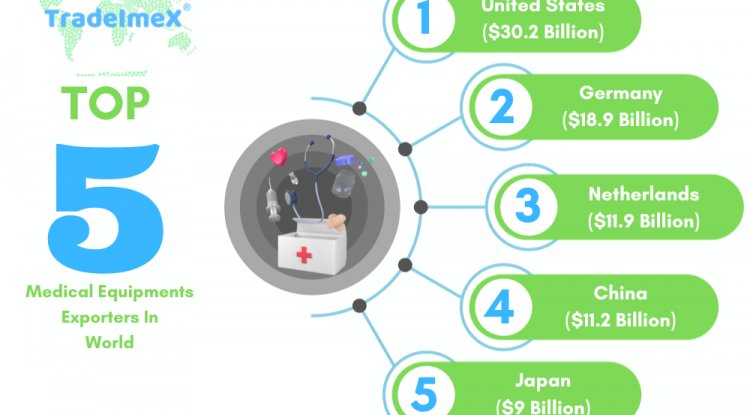 TradeImeX®
TOP
5
Medical Equipments
Exporters In
World
1
United States
($30.2 Billion)
2
Germany
($18.9 Billion)
3
Netherlands
($11.9 Billion)
4
China
($11.2 Billion)
5
Japan
($9 Billion)